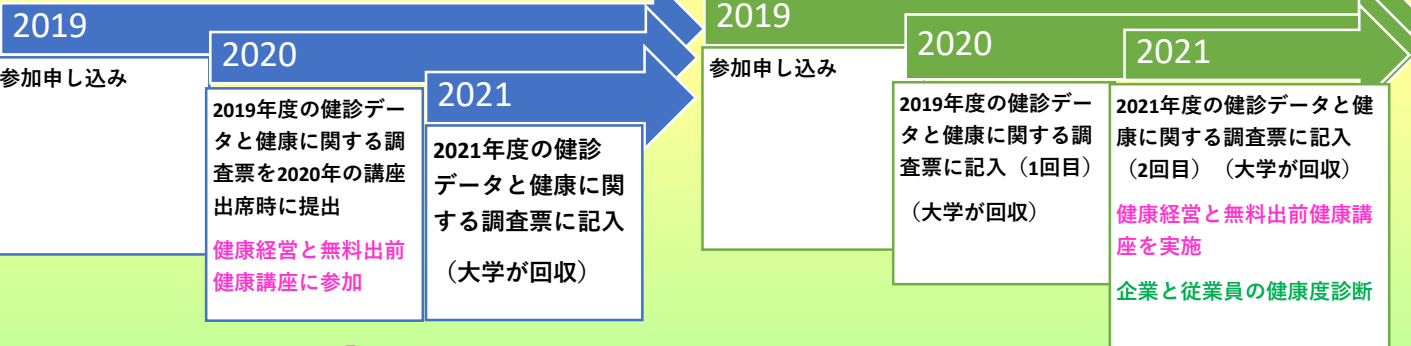 2019
参加申し込み
2020
2019年度の健診デー
タと健康に関する調
査票を2020年の講座
出席時に提出
健康経営と無料出前
健康講座に参加
2021
2021年度の健診
データと健康に関
する調査票に記入
（大学が回収）
2019
参加申し込み
2020
2019年度の健診デー
タと健康に関する調
査票に記入（1回目）
（大学が回収）
2021
2021年度の健診データと健
康に関する調査票に記入
（2回目）（大学が回収）
健康経営と無料出前健康講
座を実施
企業と従業員の健康度診断